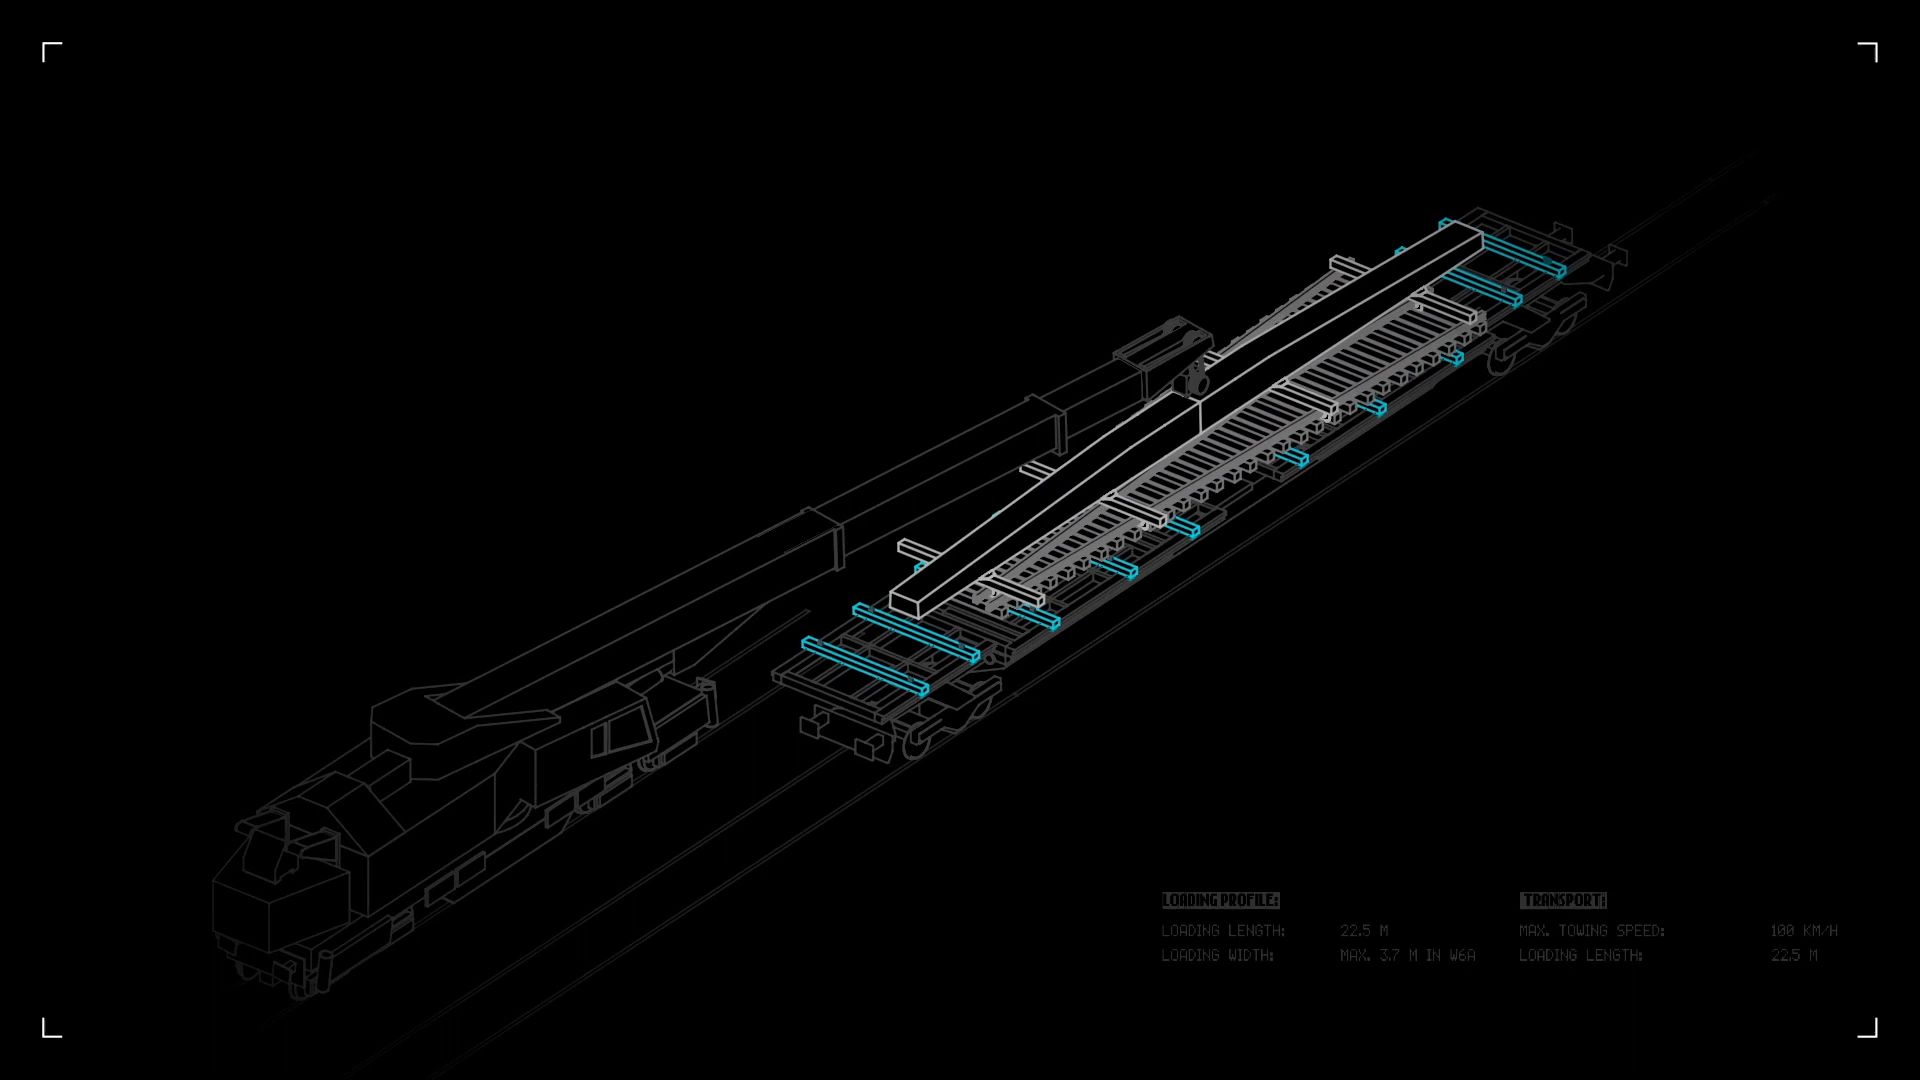 LOADING PROFILE:
LOADING LENGTH: 22.5 M
LOADING WIDTH: MAX. 3.7 M IN W6A
TRANSPORT:
MAX. TOWING SPEED: 100 KM/H
LOADING LENGTH: 22.5 M